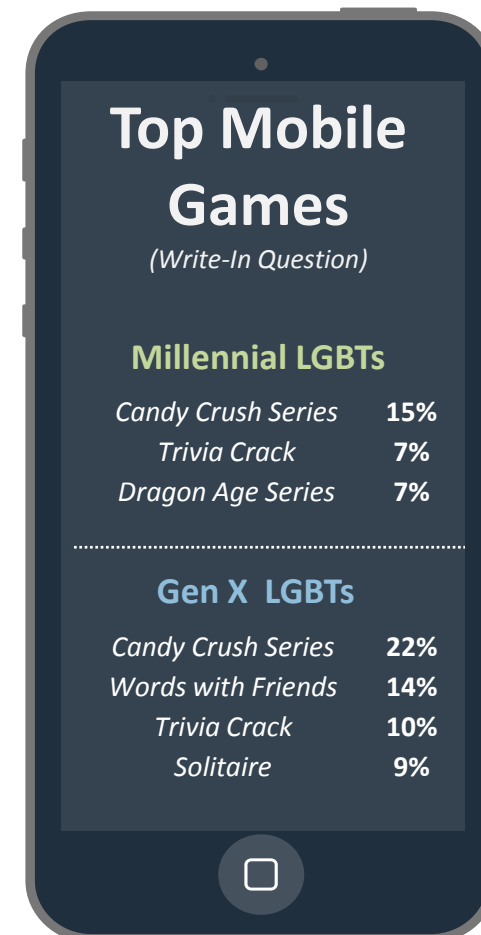 Top Mobile
Games
(Write-In Question)
Millennial LGBTs
Candy Crush Series 15%
Trivia Crack 7%
Dragon Age Series 7%
Gen X LGBTs
Candy Crush Series 22%
Words with Friends 14%
Trivia Crack 10%
Solitaire 9%